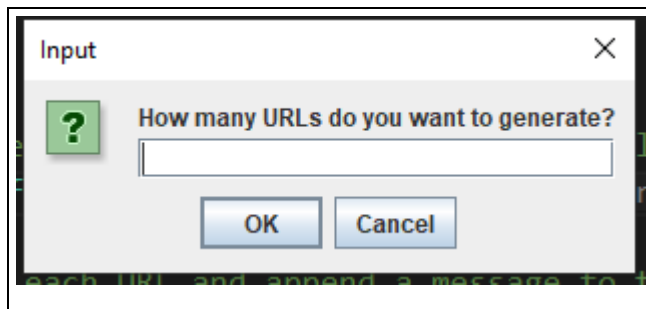 Input
How many URLs do you want to generate?
OK
Cancel
each URL and append a message to t